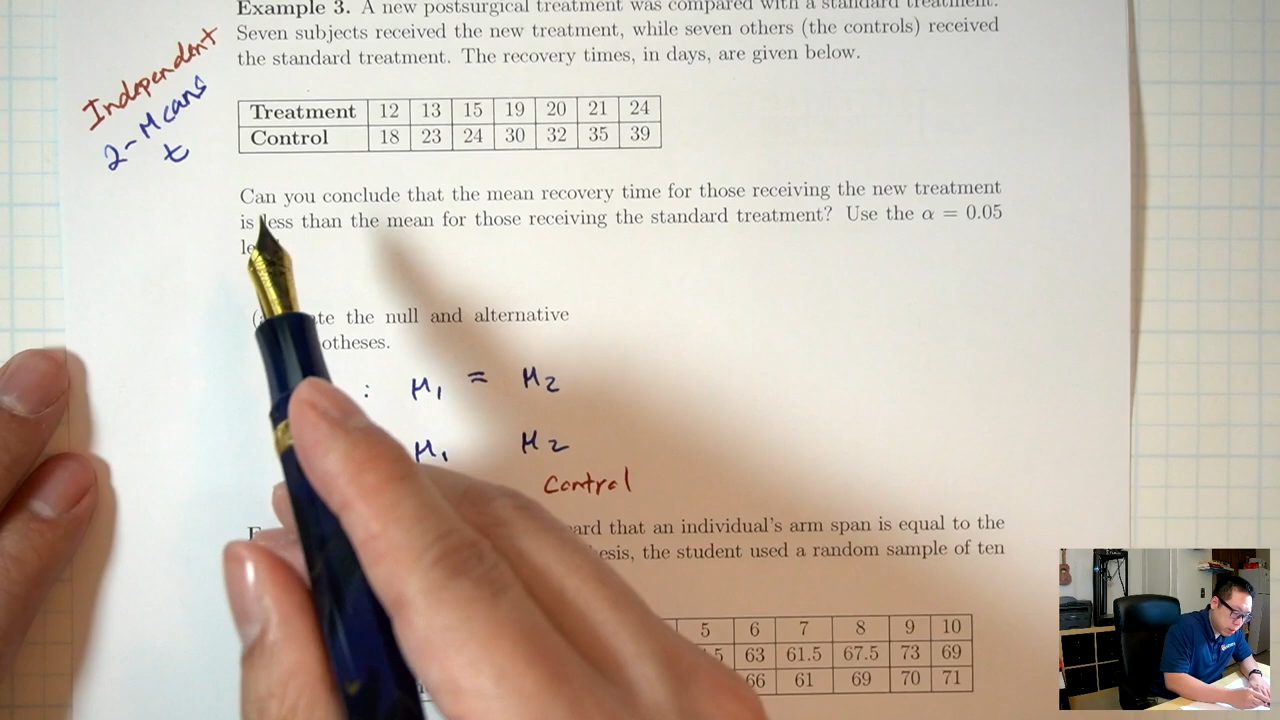 Example 3. A new postsurgical treatment was compared with a standard treatment.
Seven subjects received the new treatment, while seven others (the controls) received
the standard treatment. The recovery times, in days, are given below.
Independent
2-Means
t
Treatment 12 13 15 19 20 21 24
Control 18 23 24 30 32 35 39
Can you conclude that the mean recovery time for those receiving the new treatment
is less than the mean for those receiving the standard treatment? Use the α = 0.05
te the null and alternative
otheses.
: μ₁ = μ₂
μ₁ μ₂
Control
ard that an individual's arm span is equal to the
esis, the student used a random sample of ten
5 6 7 8 9 10
.5 63 61.5 67.5 73 69
66 61 69 70 71